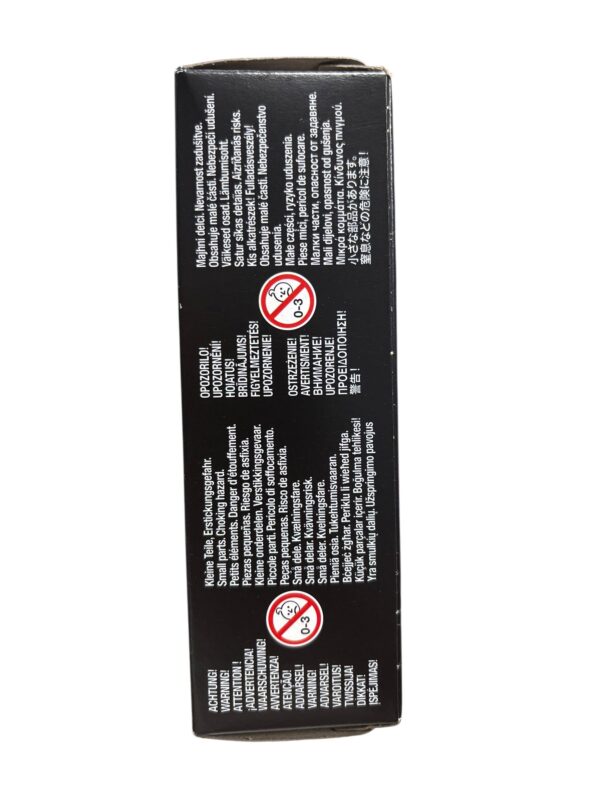 ACHTUNG!
WARNING!
ATTENTION !
¡ADVERTENCIA!
WAARSCHUWING!
AVVERTENZA!
ATENÇÃO!
ADVARSEL!
VARNING!
ADVARSEL!
VAROITUS!
TWISSIJA!
DIKKAT!
ĮSPĖJIMAS!
0-3
Kleine Teile, Erstickungsgefahr.
Small parts. Choking hazard.
Petits éléments. Danger d'étouffement.
Piezas pequeñas. Riesgo de asfixia.
Kleine onderdelen. Verstikkingsgevaar.
Piccole parti. Pericolo di soffocamento.
Peças pequenas. Risco de asfixia.
Små dele. Kvælningsfare.
Små delar. Kvävningsrisk.
Små deler. Kvelningsfare.
Pieniä osia. Tukehtumisvaaran.
Bċejjeċ żgħar. Periklu li wieħed jifga.
Küçük parçalar içerir. Boğulma tehlikesi!
Yra smulkių dalių. Užspringimo pavojus
OPOZORILO!
UPOZORNĚNÍ!
HOIATUS!
BRĪDINĀJUMS!
FIGYELMEZTETÉS!
UPOZORNENIE!
OSTRZEŻENIE!
AVERTISMENT!
ВНИМАНИЕ!
UPOZORENJE!
ΠΡΟΕΙΔΟΠΟΙΗΣΗ!
警告！
0-3
Majhni delci. Nevarnost zadušitve.
Obsahuje malé části. Nebezpečí udušení.
Väikesed osad. Lämbumisoht.
Satur sīkas detaļas. Aizrīšanās risks.
Kis alkatrészek! Fulladásveszély!
Obsahuje malé časti. Nebezpečenstvo
udusenia.
Małe części, ryzyko uduszenia.
Piese mici, pericol de sufocare.
Малки части, опасност от задавяне.
Mali dijelovi, opasnost od gušenja.
Μικρά κομμάτια. Κίνδυνος πνιγμού.
小さな部品があります。
窒息などの危険に注意！